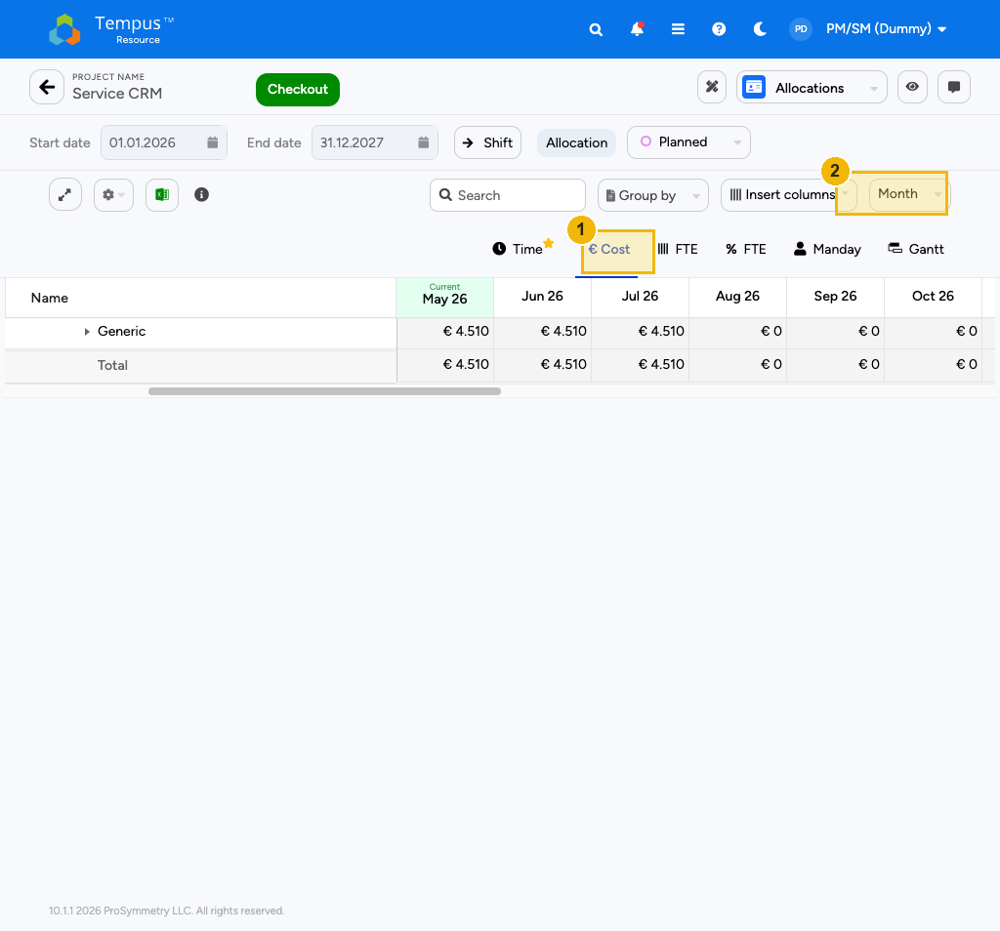 Tempus™
Resource
PD
PM/SM (Dummy)
PROJECT NAME
Service CRM
Checkout
Allocations
Start date
01.01.2026
End date
31.12.2027
Shift
Allocation
Planned
Search
Group by
Insert columns
2
Month
1
Time
€ Cost
FTE
% FTE
Manday
Gantt
Name
Current
May 26
Jun 26
Jul 26
Aug 26
Sep 26
Oct 26
Generic
€ 4.510
€ 4.510
€ 4.510
€ 0
€ 0
€ 0
Total
€ 4.510
€ 4.510
€ 4.510
€ 0
€ 0
€ 0
10.1.1 2026 ProSymmetry LLC. All rights reserved.